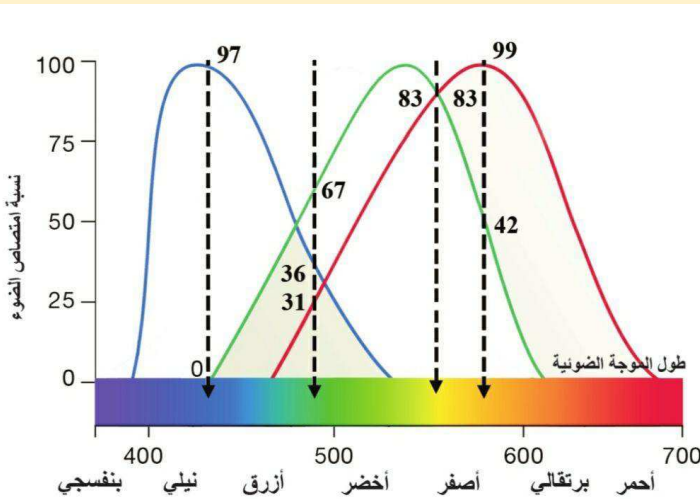 نسبة امتصاص الضوء
100
75
50
25
0
97
99
83
83
67
42
36
31
0
طول الموجة الضوئية
400
500
600
700
بنفسجي
نيلي
أزرق
أخضر
أصفر
برتقالي
أحمر